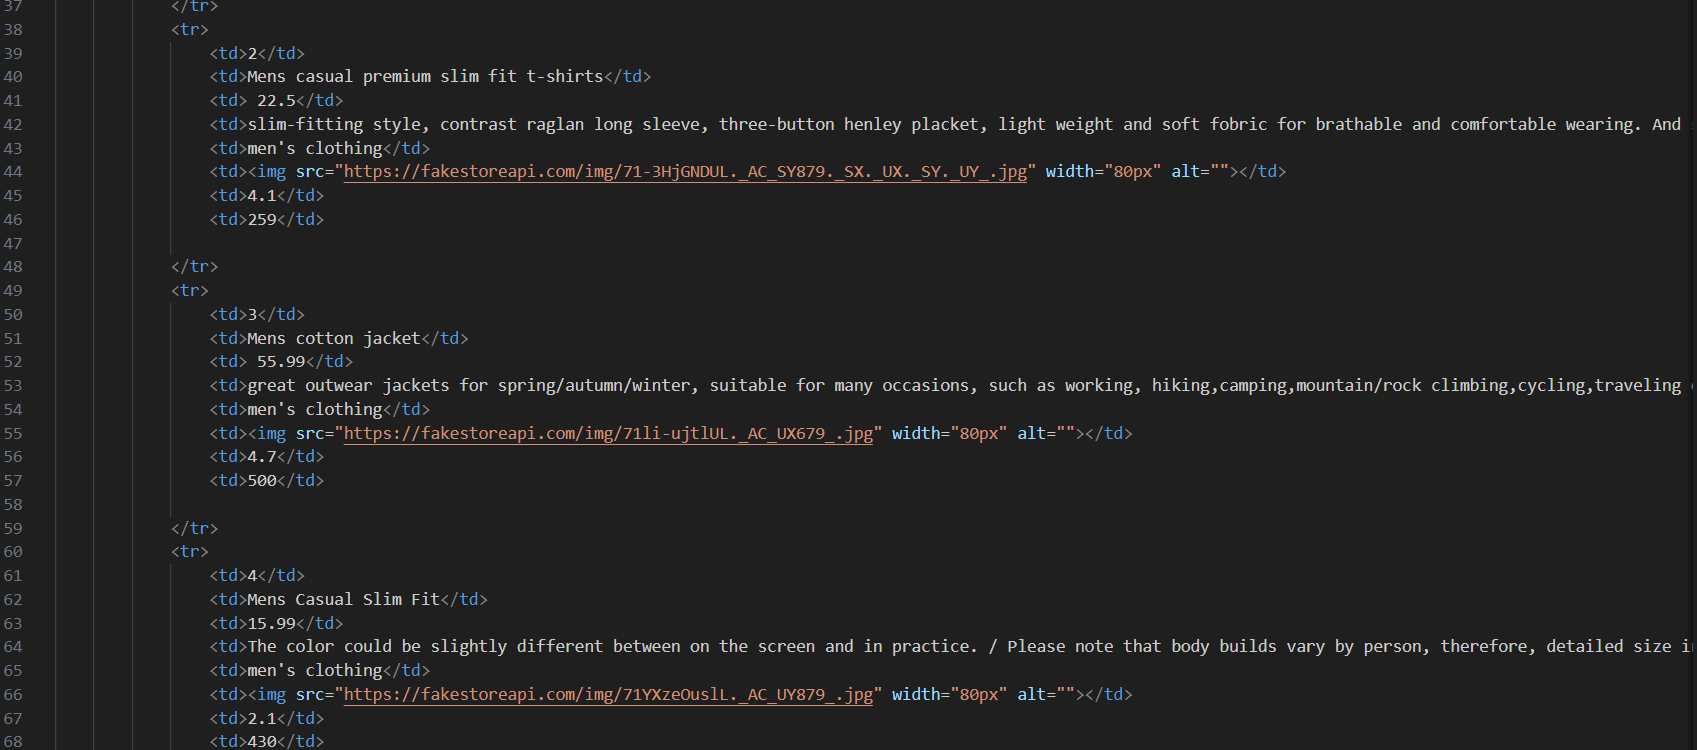 37 </tr>
38 <tr>
39 <td>2</td>
40 <td>Mens casual premium slim fit t-shirts</td>
41 <td> 22.5</td>
42 <td>slim-fitting style, contrast raglan long sleeve, three-button henley placket, light weight and soft fobric for brathable and comfortable wearing. And
43 <td>men's clothing</td>
44 <td><img src="https://fakestoreapi.com/img/71-3HjGNDUL._AC_SY879._SX._UX._SY._UY_.jpg" width="80px" alt=""></td>
45 <td>4.1</td>
46 <td>259</td>
47
48 </tr>
49 <tr>
50 <td>3</td>
51 <td>Mens cotton jacket</td>
52 <td> 55.99</td>
53 <td>great outwear jackets for spring/autumn/winter, suitable for many occasions, such as working, hiking,camping,mountain/rock climbing,cycling,traveling
54 <td>men's clothing</td>
55 <td><img src="https://fakestoreapi.com/img/71li-ujtlUL._AC_UX679_.jpg" width="80px" alt=""></td>
56 <td>4.7</td>
57 <td>500</td>
58
59 </tr>
60 <tr>
61 <td>4</td>
62 <td>Mens Casual Slim Fit</td>
63 <td>15.99</td>
64 <td>The color could be slightly different between on the screen and in practice. / Please note that body builds vary by person, therefore, detailed size
65 <td>men's clothing</td>
66 <td><img src="https://fakestoreapi.com/img/71YXzeOuslL._AC_UY879_.jpg" width="80px" alt=""></td>
67 <td>2.1</td>
68 <td>430</td>